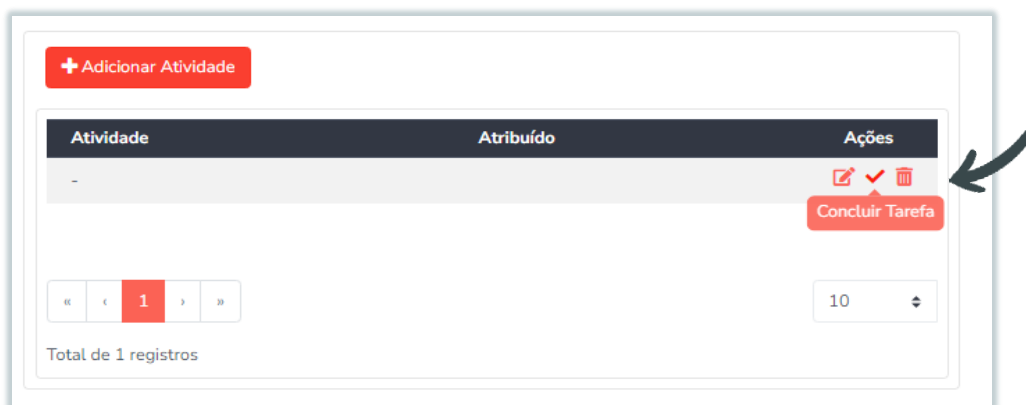 Adicionar Atividade
Atividade Atribuído Ações
-
Concluir Tarefa
« ‹ 1 › » 10
Total de 1 registros